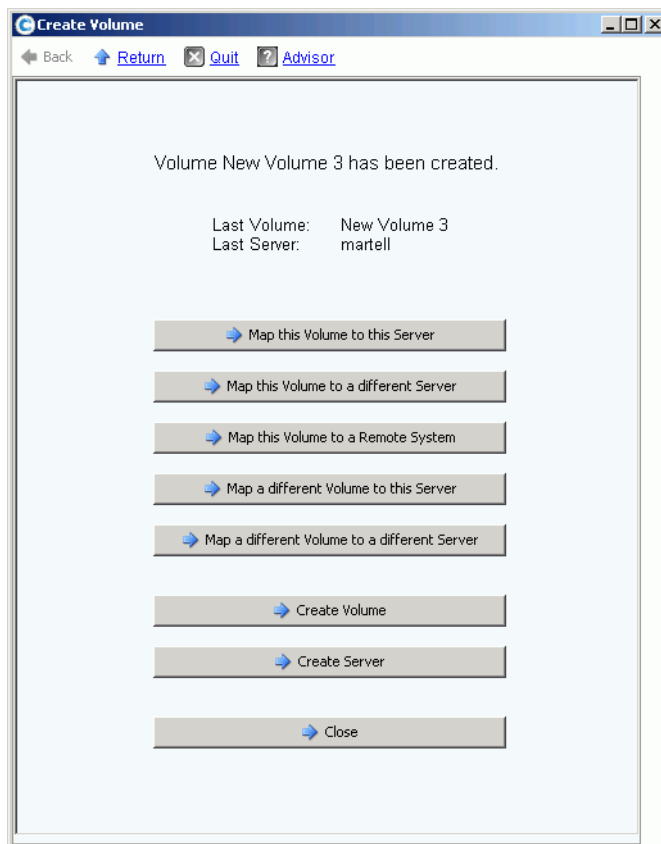 Create Volume
Back Return Quit Advisor
Volume New Volume 3 has been created.
Last Volume: New Volume 3
Last Server: martell
Map this Volume to this Server
Map this Volume to a different Server
Map this Volume to a Remote System
Map a different Volume to this Server
Map a different Volume to a different Server
Create Volume
Create Server
Close